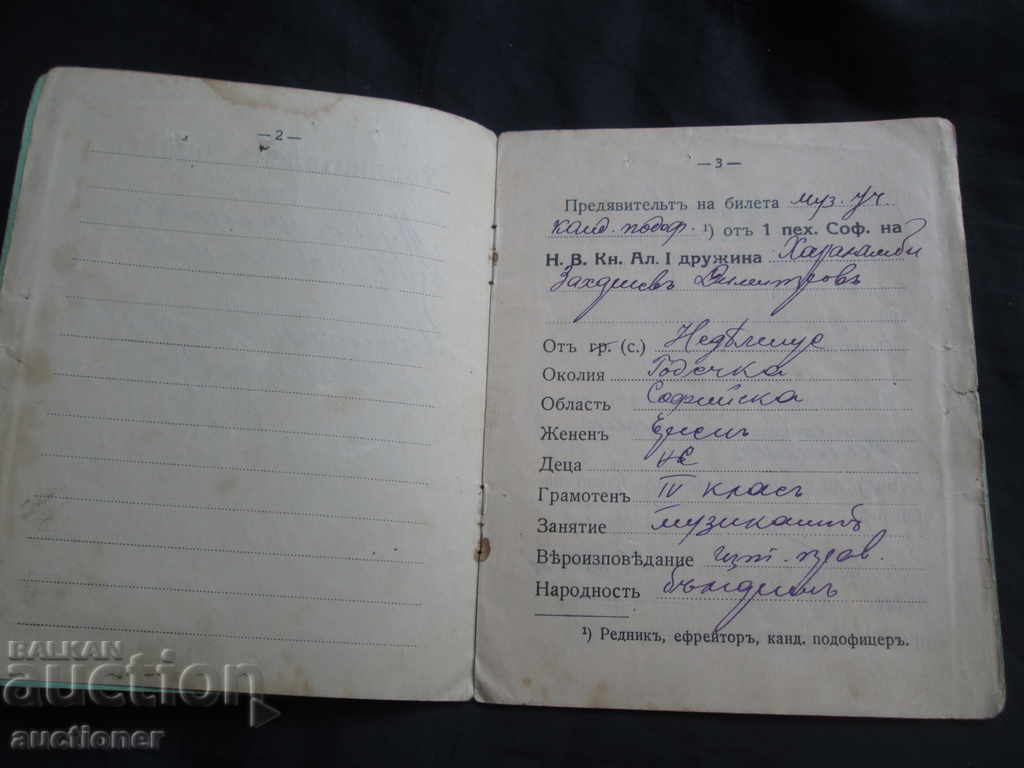 —2—
—3—
Предявительтъ на билета муз. уч
канд. подоф. ¹) отъ 1 пех. Соф. на
Н. В. Кн. Ал. I дружина Хараламби
Димитровъ
Отъ гр. (с.) Недѣлище
Околия Годечка
Область Софийска
Жененъ Ергенъ
Деца не
Грамотенъ IV класъ
Занятие музикантъ
Вѣроизповѣдание изт. прав.
Народность българинъ
¹) Редникъ, ефрейторъ, канд. подофицеръ.
BALKAN
auction
auctioner